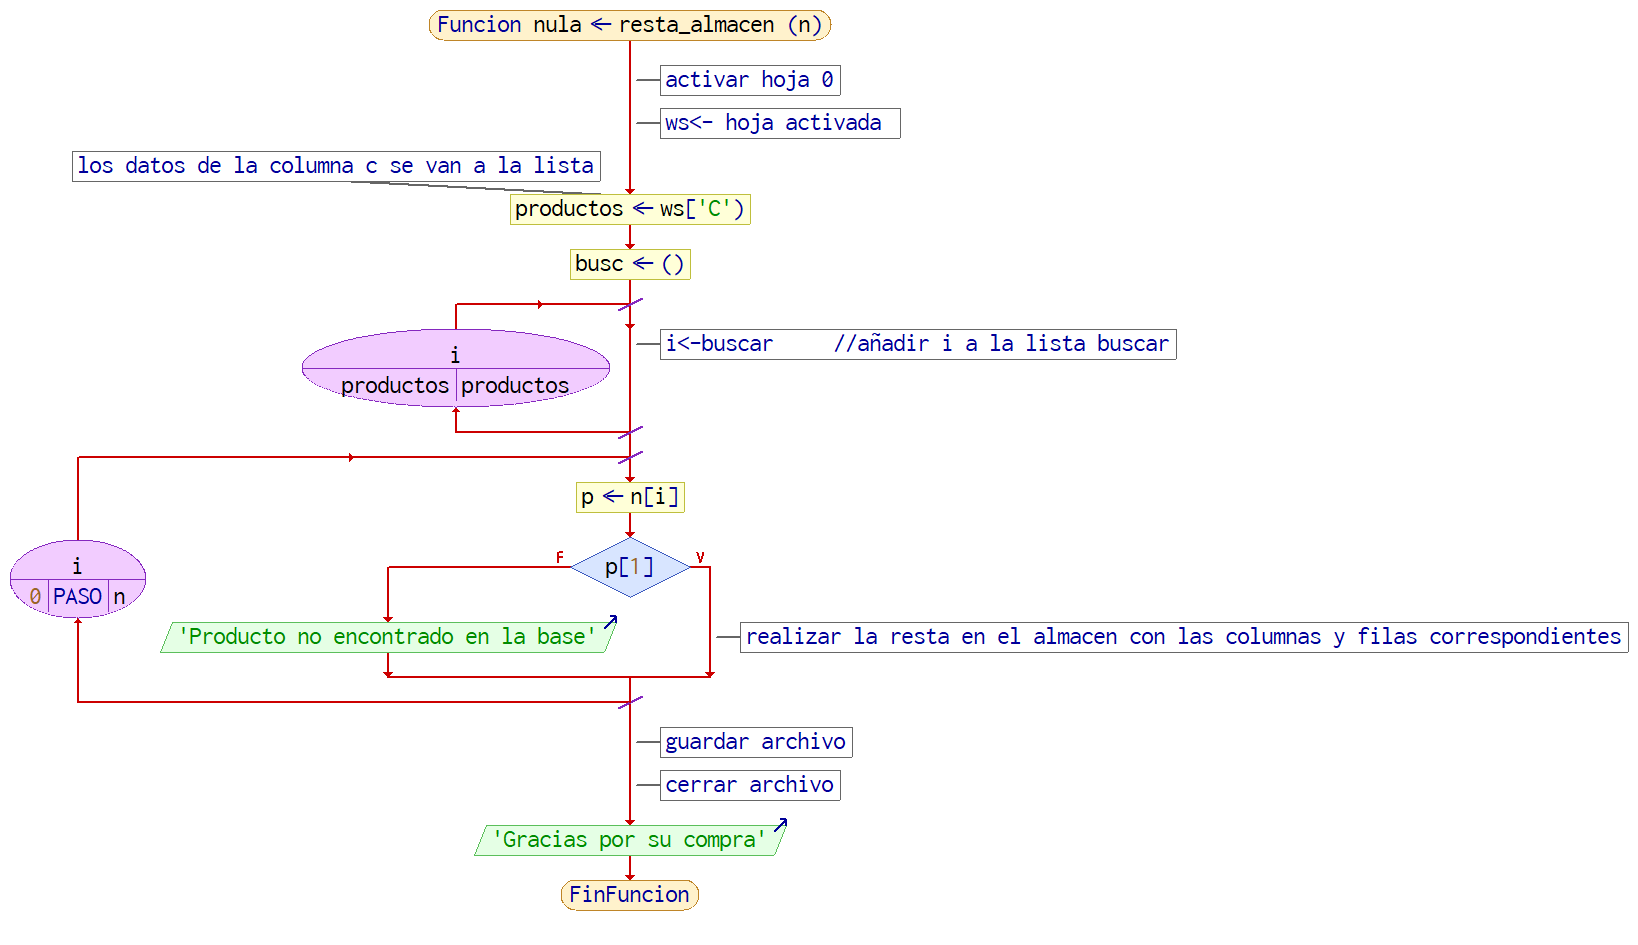 Funcion nula ← resta_almacen (n)
activar hoja 0
ws<- hoja activada
los datos de la columna c se van a la lista
productos ← ws['C')
busc ← ()
i<-buscar     //añadir i a la lista buscar
i
productos productos
p ← n[i]
F V
p[1]
i
0 PASO n
'Producto no encontrado en la base'
realizar la resta en el almacen con las columnas y filas correspondientes
guardar archivo
cerrar archivo
'Gracias por su compra'
FinFuncion